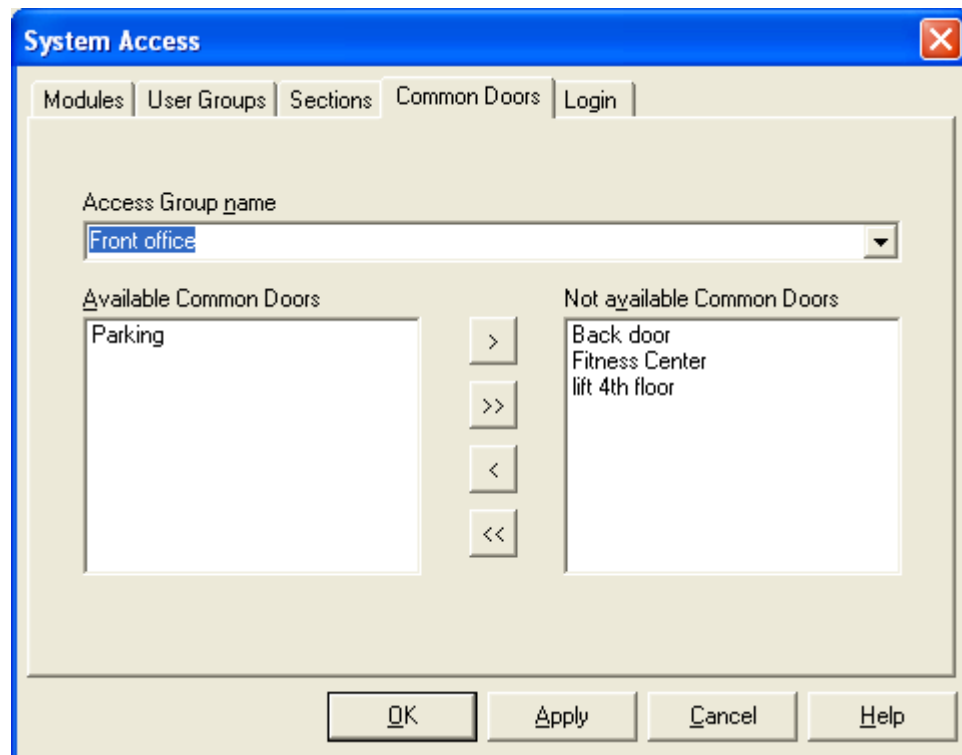 System Access
Modules User Groups Sections Common Doors Login
Access Group name
Front office
Available Common Doors Not available Common Doors
Parking
Back door
Fitness Center
lift 4th floor
>
>>
<
<<
OK Apply Cancel Help